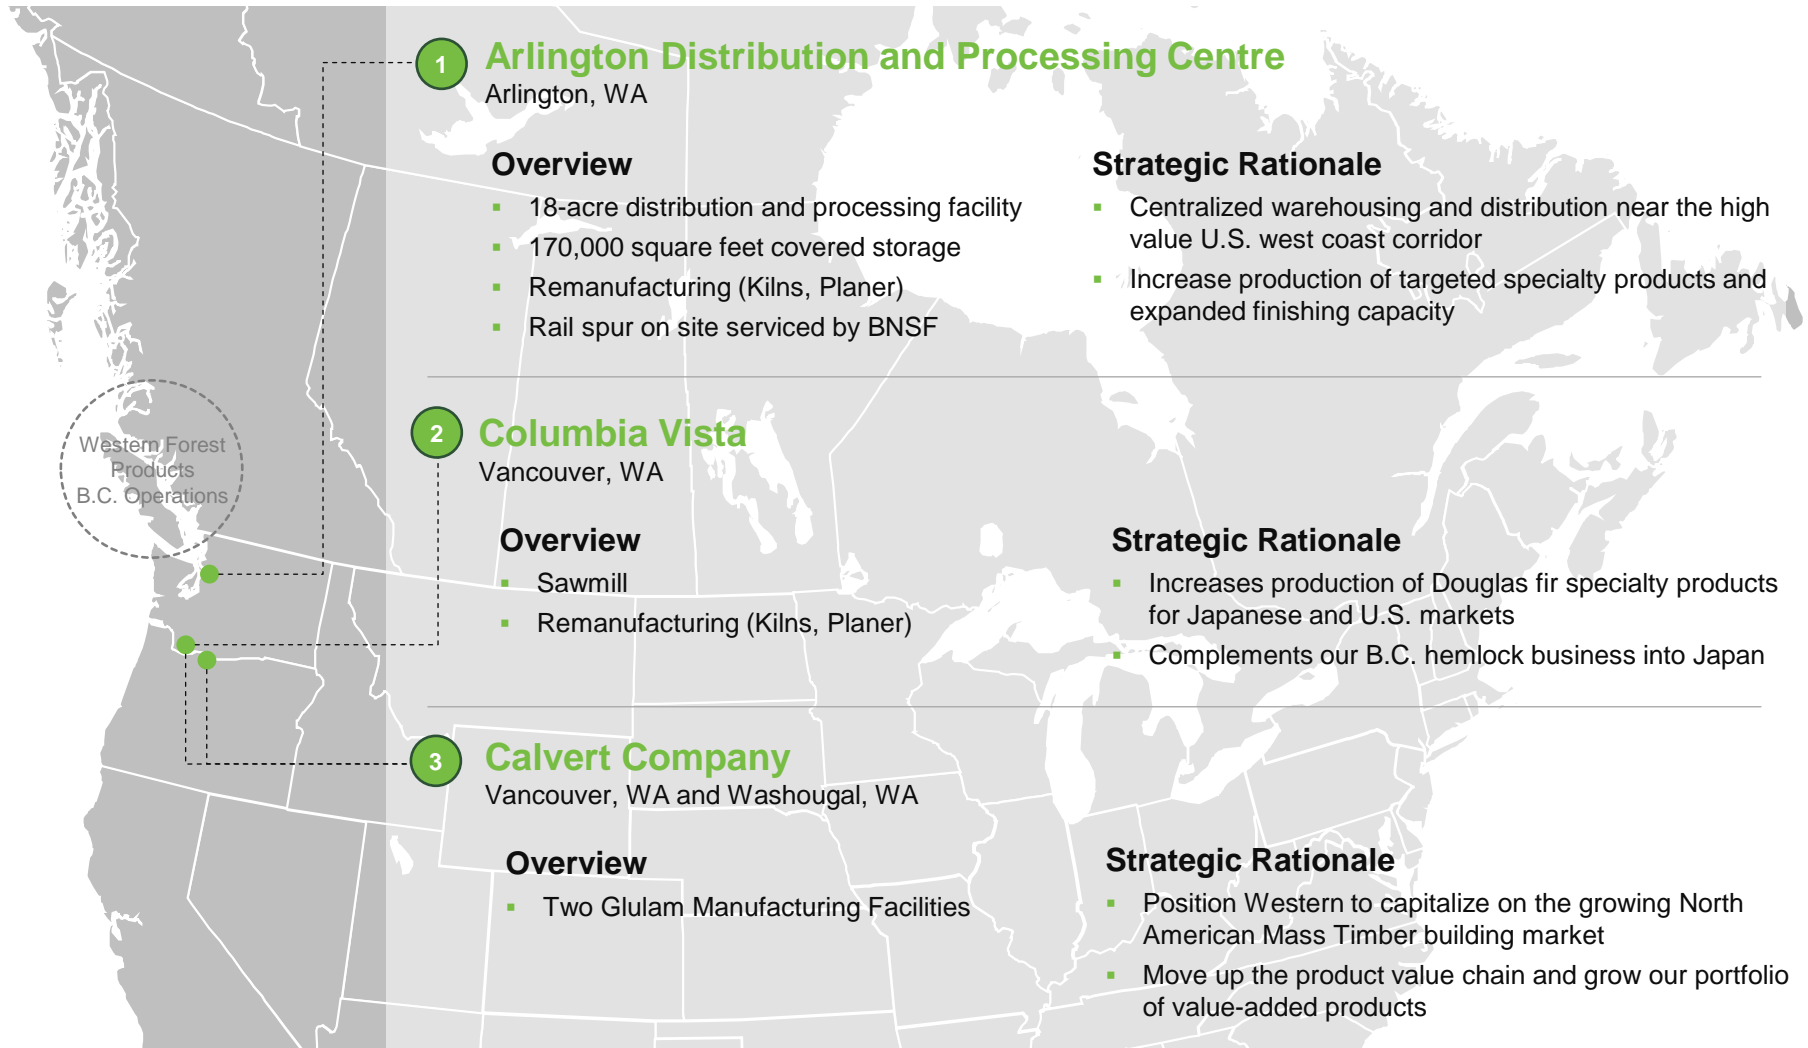 1
Arlington Distribution and Processing Centre
Arlington, WA
Overview
▪ 18-acre distribution and processing facility
▪ 170,000 square feet covered storage
▪ Remanufacturing (Kilns, Planer)
▪ Rail spur on site serviced by BNSF
Strategic Rationale
▪ Centralized warehousing and distribution near the high
value U.S. west coast corridor
▪ Increase production of targeted specialty products and
expanded finishing capacity
Western Forest
Products
B.C. Operations
2
Columbia Vista
Vancouver, WA
Overview
▪ Sawmill
▪ Remanufacturing (Kilns, Planer)
Strategic Rationale
▪ Increases production of Douglas fir specialty products
for Japanese and U.S. markets
▪ Complements our B.C. hemlock business into Japan
3
Calvert Company
Vancouver, WA and Washougal, WA
Overview
▪ Two Glulam Manufacturing Facilities
Strategic Rationale
▪ Position Western to capitalize on the growing North
American Mass Timber building market
▪ Move up the product value chain and grow our portfolio
of value-added products